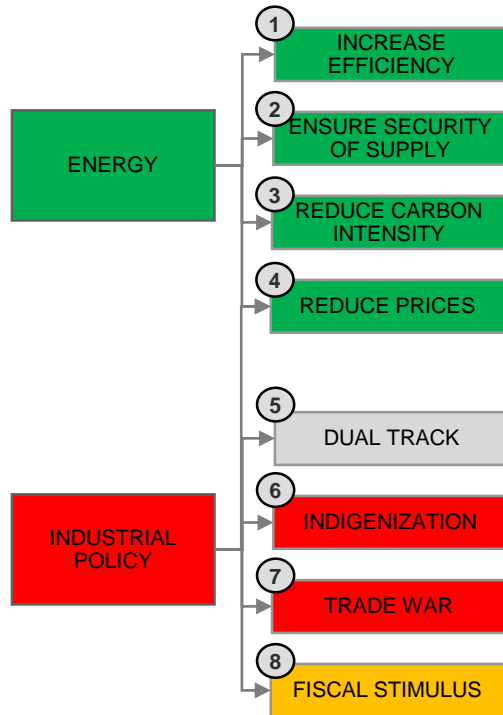 1
INCREASE
EFFICIENCY
2
ENSURE SECURITY
OF SUPPLY
ENERGY
3
REDUCE CARBON
INTENSITY
4
REDUCE PRICES
5
DUAL TRACK
6
INDIGENIZATION
INDUSTRIAL
POLICY
7
TRADE WAR
8
FISCAL STIMULUS